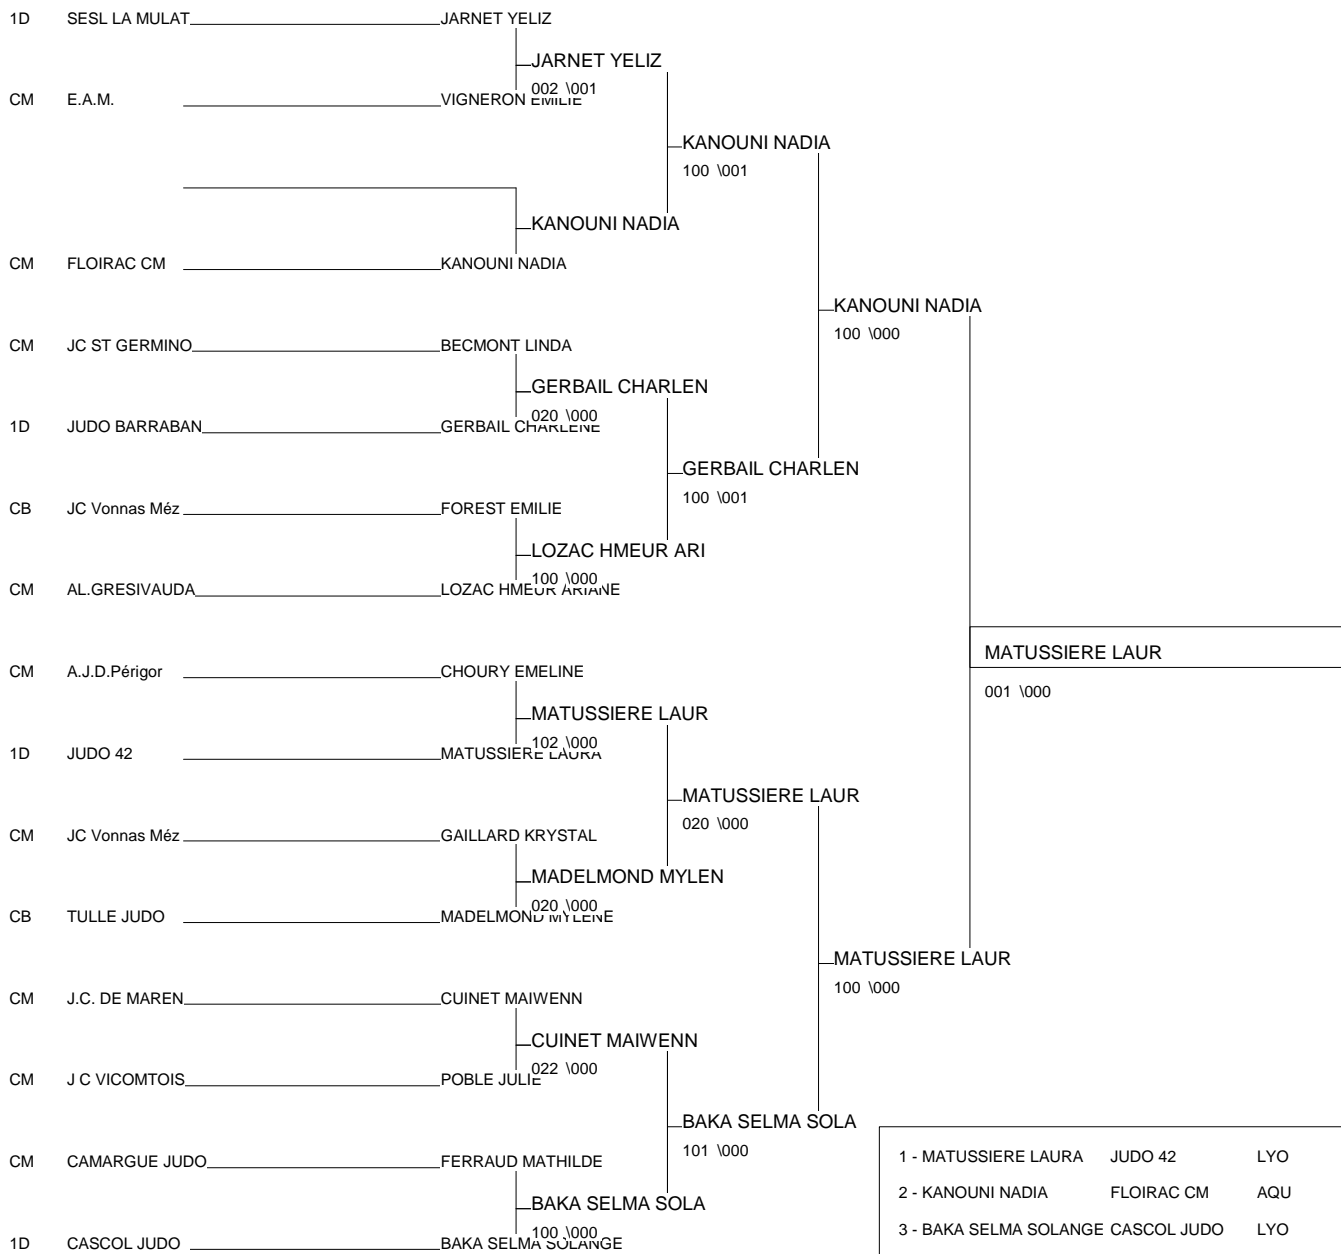 1D SESL LA MULAT JARNET YELIZ
JARNET YELIZ
002 \001
CM E.A.M. VIGNERON EMILIE
KANOUNI NADIA
100 \001
KANOUNI NADIA
CM FLOIRAC CM KANOUNI NADIA
KANOUNI NADIA
100 \000
CM JC ST GERMINO BECMONT LINDA
GERBAIL CHARLEN
020 \000
1D JUDO BARRABAN GERBAIL CHARLENE
GERBAIL CHARLEN
100 \001
CB JC Vonnas Méz FOREST EMILIE
LOZAC HMEUR ARI
100 \000
CM AL.GRESIVAUDA LOZAC HMEUR ARIANE
MATUSSIERE LAUR
001 \000
CM A.J.D.Périgor CHOURY EMELINE
MATUSSIERE LAUR
102 \000
1D JUDO 42 MATUSSIERE LAURA
MATUSSIERE LAUR
020 \000
CM JC Vonnas Méz GAILLARD KRYSTAL
MADELMOND MYLEN
020 \000
CB TULLE JUDO MADELMOND MYLENE
MATUSSIERE LAUR
100 \000
CM J.C. DE MAREN CUINET MAIWENN
CUINET MAIWENN
022 \000
CM J C VICOMTOIS POBLE JULIE
BAKA SELMA SOLA
101 \000
CM CAMARGUE JUDO FERRAUD MATHILDE
BAKA SELMA SOLA
100 \000
1D CASCOL JUDO BAKA SELMA SOLANGE
1 - MATUSSIERE LAURA JUDO 42 LYO
2 - KANOUNI NADIA FLOIRAC CM AQU
3 - BAKA SELMA SOLANGE CASCOL JUDO LYO